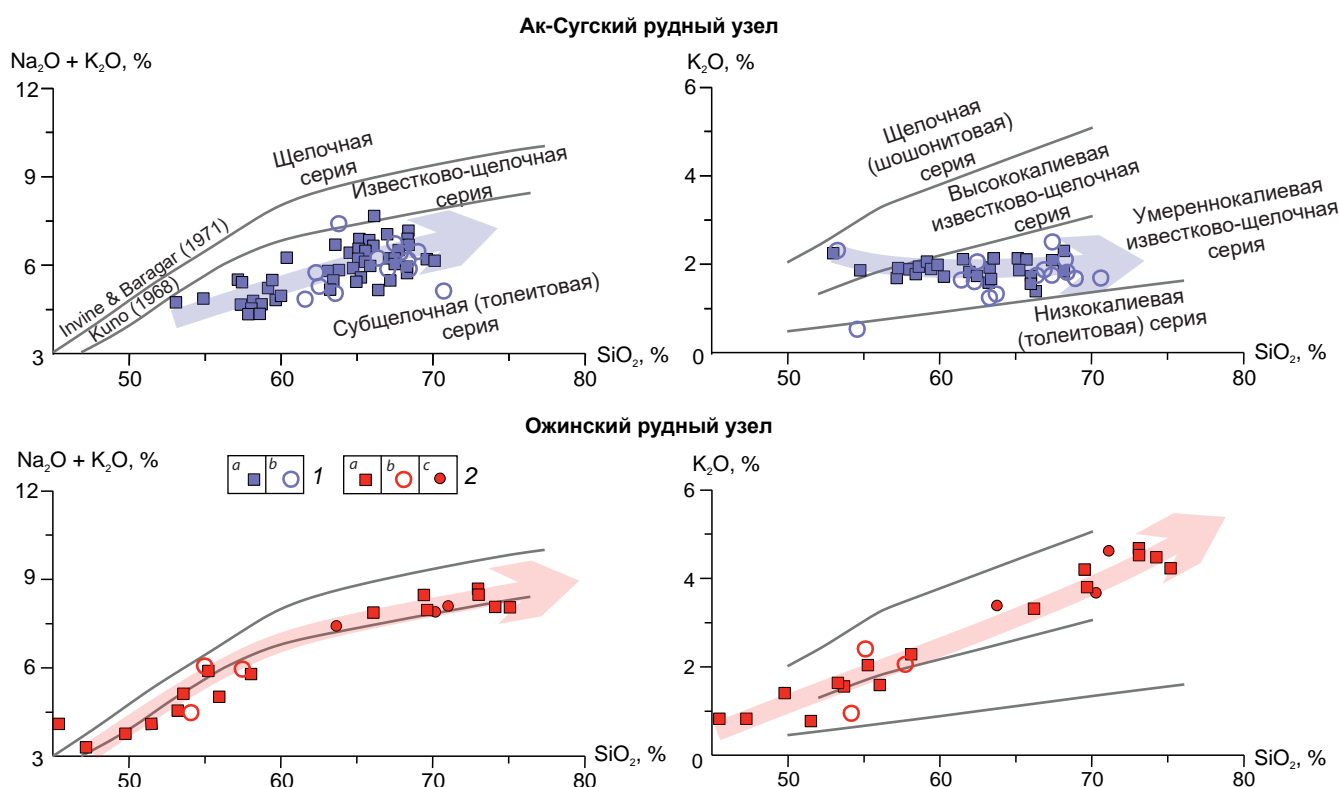 Ак-Сугский рудный узел
Na₂O + K₂O, %
12
9
6
3
50
60
70
80
SiO₂, %
Щелочная
серия
Известково-щелочная
серия
Invine & Baragar (1971)
Kuno (1968)
Субщелочная (толеитовая)
серия
K₂O, %
6
4
2
0
50
60
70
80
SiO₂, %
Щелочная
(шошонитовая)
серия
Высококалиевая
известково-щелочная
серия
Умереннокалиевая
известково-щелочная
серия
Низкокалиевая
(толеитовая) серия
Ожинский рудный узел
Na₂O + K₂O, %
12
9
6
3
50
60
70
80
SiO₂, %
a b 1 a b c 2
K₂O, %
6
4
2
0
50
60
70
80
SiO₂, %